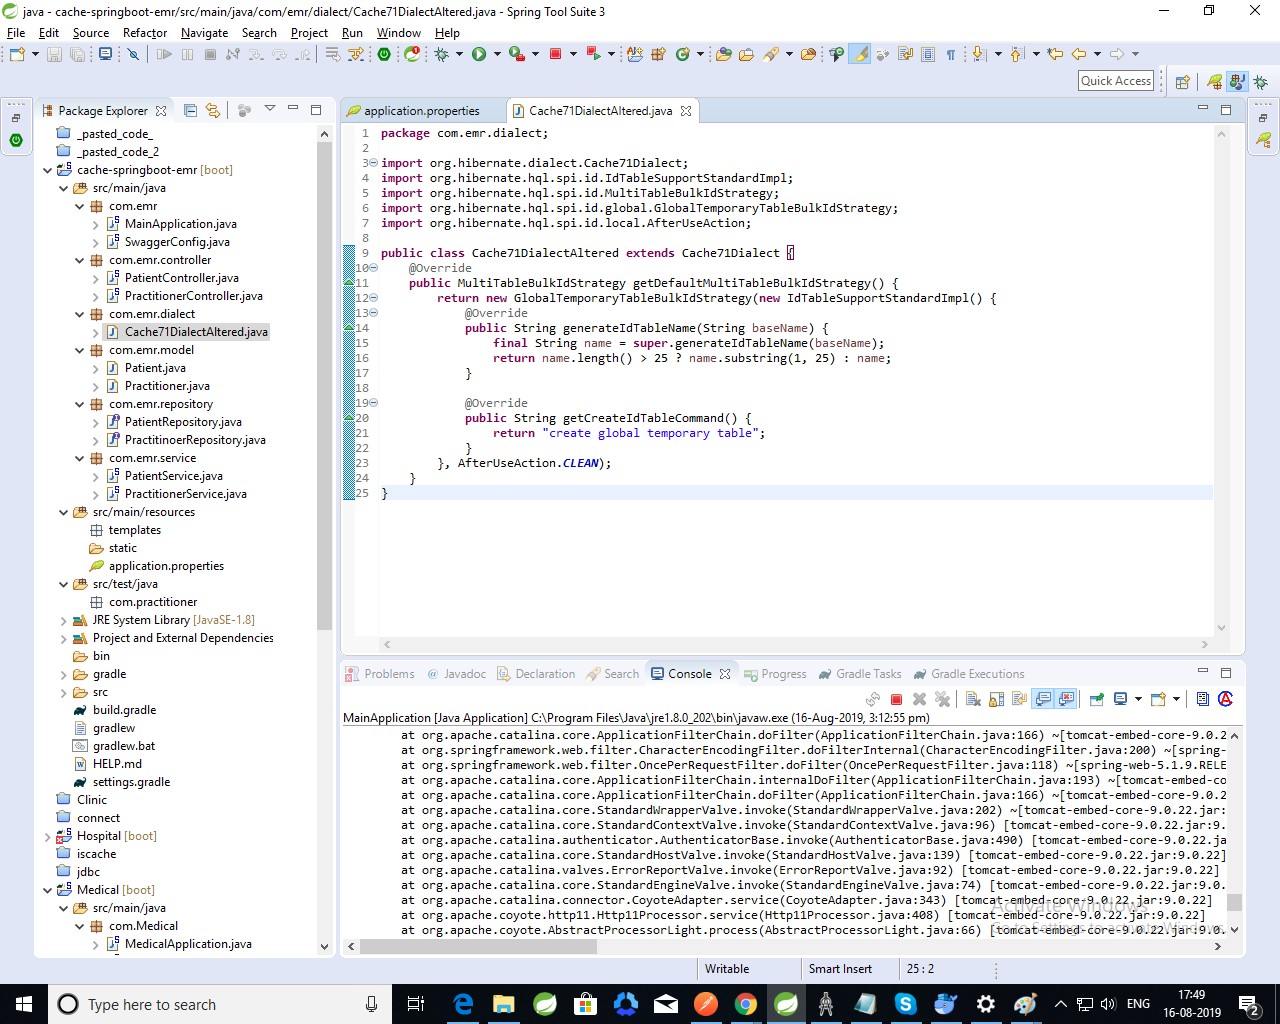 java - cache-springboot-emr/src/main/java/com/emr/dialect/Cache71DialectAltered.java - Spring Tool Suite 3
File Edit Source Refactor Navigate Search Project Run Window Help
Quick Access
Package Explorer
_pasted_code_
_pasted_code_2
cache-springboot-emr [boot]
src/main/java
com.emr
MainApplication.java
SwaggerConfig.java
com.emr.controller
PatientController.java
PractitionerController.java
com.emr.dialect
Cache71DialectAltered.java
com.emr.model
Patient.java
Practitioner.java
com.emr.repository
PatientRepository.java
PractitinoerRepository.java
com.emr.service
PatientService.java
PractitionerService.java
src/main/resources
templates
static
application.properties
src/test/java
com.practitioner
JRE System Library [JavaSE-1.8]
Project and External Dependencies
bin
gradle
src
build.gradle
gradlew
gradlew.bat
HELP.md
settings.gradle
Clinic
connect
Hospital [boot]
iscache
jdbc
Medical [boot]
src/main/java
com.Medical
MedicalApplication.java
application.properties Cache71DialectAltered.java
1 package com.emr.dialect;
2
3 import org.hibernate.dialect.Cache71Dialect;
4 import org.hibernate.hql.spi.id.IdTableSupportStandardImpl;
5 import org.hibernate.hql.spi.id.MultiTableBulkIdStrategy;
6 import org.hibernate.hql.spi.id.global.GlobalTemporaryTableBulkIdStrategy;
7 import org.hibernate.hql.spi.id.local.AfterUseAction;
8
9 public class Cache71DialectAltered extends Cache71Dialect {
10 @Override
11 public MultiTableBulkIdStrategy getDefaultMultiTableBulkIdStrategy() {
12 return new GlobalTemporaryTableBulkIdStrategy(new IdTableSupportStandardImpl() {
13 @Override
14 public String generateIdTableName(String baseName) {
15 final String name = super.generateIdTableName(baseName);
16 return name.length() > 25 ? name.substring(1, 25) : name;
17 }
18
19 @Override
20 public String getCreateIdTableCommand() {
21 return "create global temporary table";
22 }
23 }, AfterUseAction.CLEAN);
24 }
25 }
Problems Javadoc Declaration Search Console Progress Gradle Tasks Gradle Executions
MainApplication [Java Application] C:\Program Files\Java\jre1.8.0_202\bin\javaw.exe (16-Aug-2019, 3:12:55 pm)
at org.apache.catalina.core.ApplicationFilterChain.doFilter(ApplicationFilterChain.java:166) ~[tomcat-embed-core-9.0.2
at org.springframework.web.filter.CharacterEncodingFilter.doFilterInternal(CharacterEncodingFilter.java:200) ~[spring-
at org.springframework.web.filter.OncePerRequestFilter.doFilter(OncePerRequestFilter.java:118) ~[spring-web-5.1.9.RELE
at org.apache.catalina.core.ApplicationFilterChain.internalDoFilter(ApplicationFilterChain.java:193) ~[tomcat-embed-co
at org.apache.catalina.core.ApplicationFilterChain.doFilter(ApplicationFilterChain.java:166) ~[tomcat-embed-core-9.0.2
at org.apache.catalina.core.StandardWrapperValve.invoke(StandardWrapperValve.java:202) ~[tomcat-embed-core-9.0.22.jar:
at org.apache.catalina.core.StandardContextValve.invoke(StandardContextValve.java:96) [tomcat-embed-core-9.0.22.jar:9.
at org.apache.catalina.authenticator.AuthenticatorBase.invoke(AuthenticatorBase.java:490) [tomcat-embed-core-9.0.22.ja
at org.apache.catalina.core.StandardHostValve.invoke(StandardHostValve.java:139) [tomcat-embed-core-9.0.22.jar:9.0.22]
at org.apache.catalina.valves.ErrorReportValve.invoke(ErrorReportValve.java:92) [tomcat-embed-core-9.0.22.jar:9.0.22]
at org.apache.catalina.core.StandardEngineValve.invoke(StandardEngineValve.java:74) [tomcat-embed-core-9.0.22.jar:9.0.
at org.apache.catalina.connector.CoyoteAdapter.service(CoyoteAdapter.java:343) [tomcat-embed-core-9.0.22.jar:9.0.22]
at org.apache.coyote.http11.Http11Processor.service(Http11Processor.java:408) [tomcat-embed-core-9.0.22.jar:9.0.22]
at org.apache.coyote.AbstractProcessorLight.process(AbstractProcessorLight.java:66) [tomcat-embed-core-9.0.22.jar:9.0.
Activate Windows
Go to Settings to activate Windows.
Writable Smart Insert 25 : 2
Type here to search
ENG
17:49
16-08-2019
2